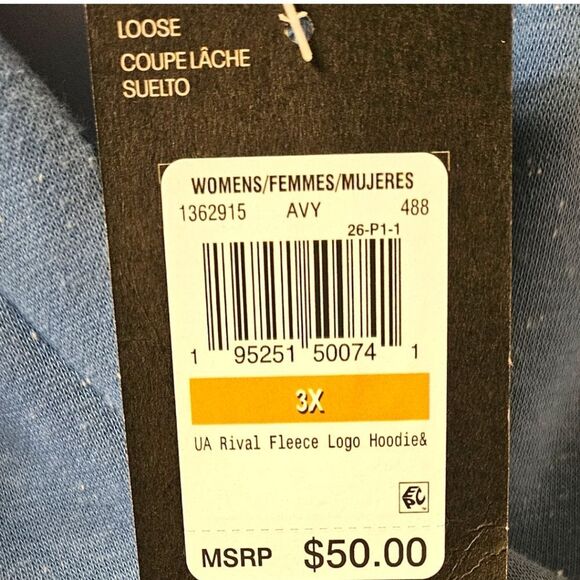 LOOSE
COUPE LÂCHE
SUELTO
WOMENS/FEMMES/MUJERES
1362915 AVY 488
26-P1-1
1 95251 50074 1
3X
UA Rival Fleece Logo Hoodie&
EPC
MSRP $50.00